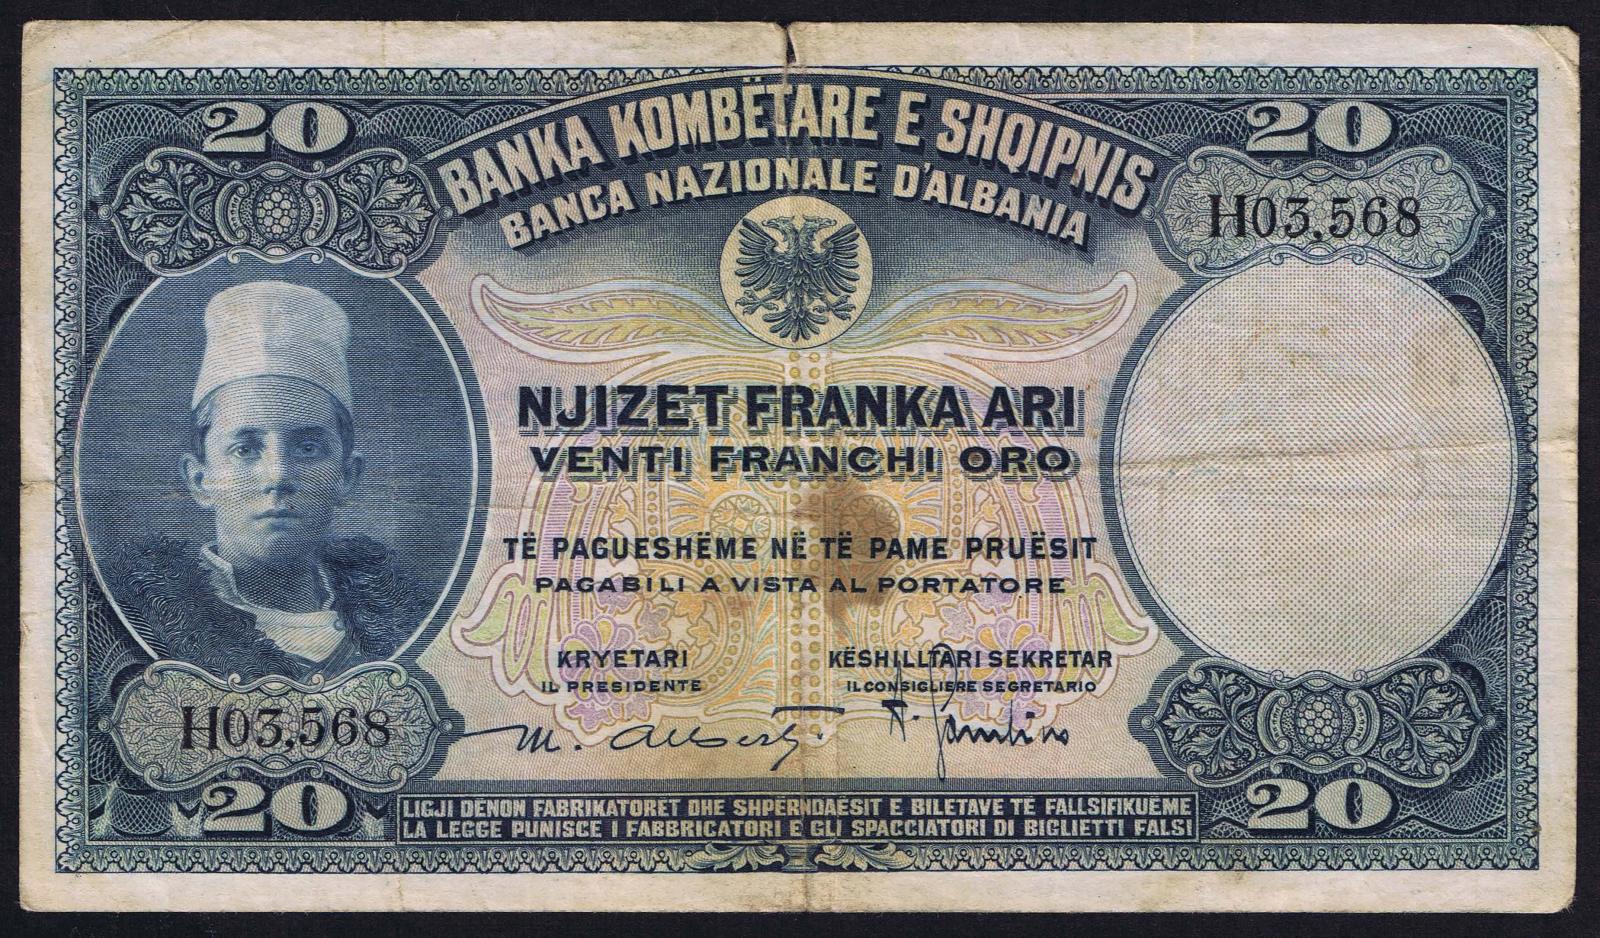 20 20
BANKA KOMBËTARE E SHQIPNIS
BANCA NAZIONALE D'ALBANIA
H03,568
NJIZET FRANKA ARI
VENTI FRANCHI ORO
TË PAGUESHËME NË TË PAME PRUËSIT
PAGABILI A VISTA AL PORTATORE
KRYETARI KËSHILLTARI SEKRETAR
IL PRESIDENTE IL CONSIGLIERE SEGRETARIO
H03,568
M. Alberti
20 20
LIGJI DËNON FABRIKATORËT DHE SHPËRNDAËSIT E BILETAVE TË FALLSIFIKUËME
LA LEGGE PUNISCE I FABBRICATORI E GLI SPACCIATORI DI BIGLIETTI FALSI